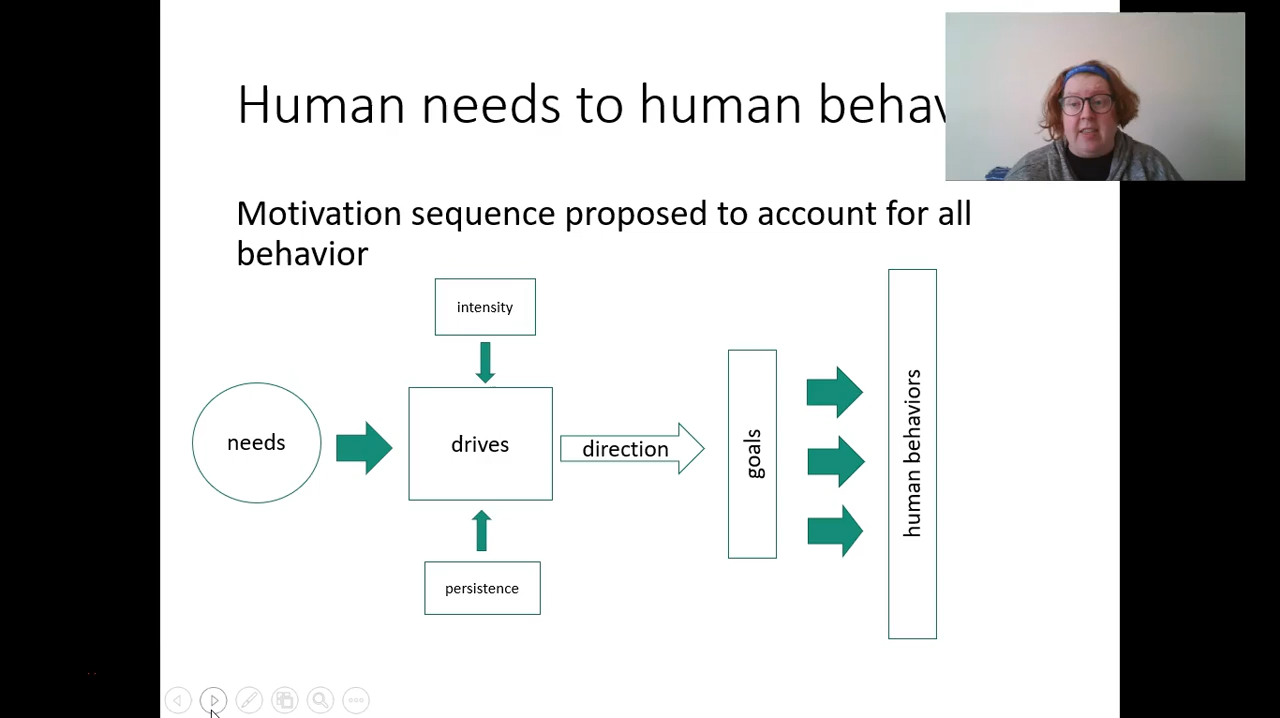 Human needs to human behav
Motivation sequence proposed to account for all
behavior
intensity
needs
drives
direction
goals
human behaviors
persistence